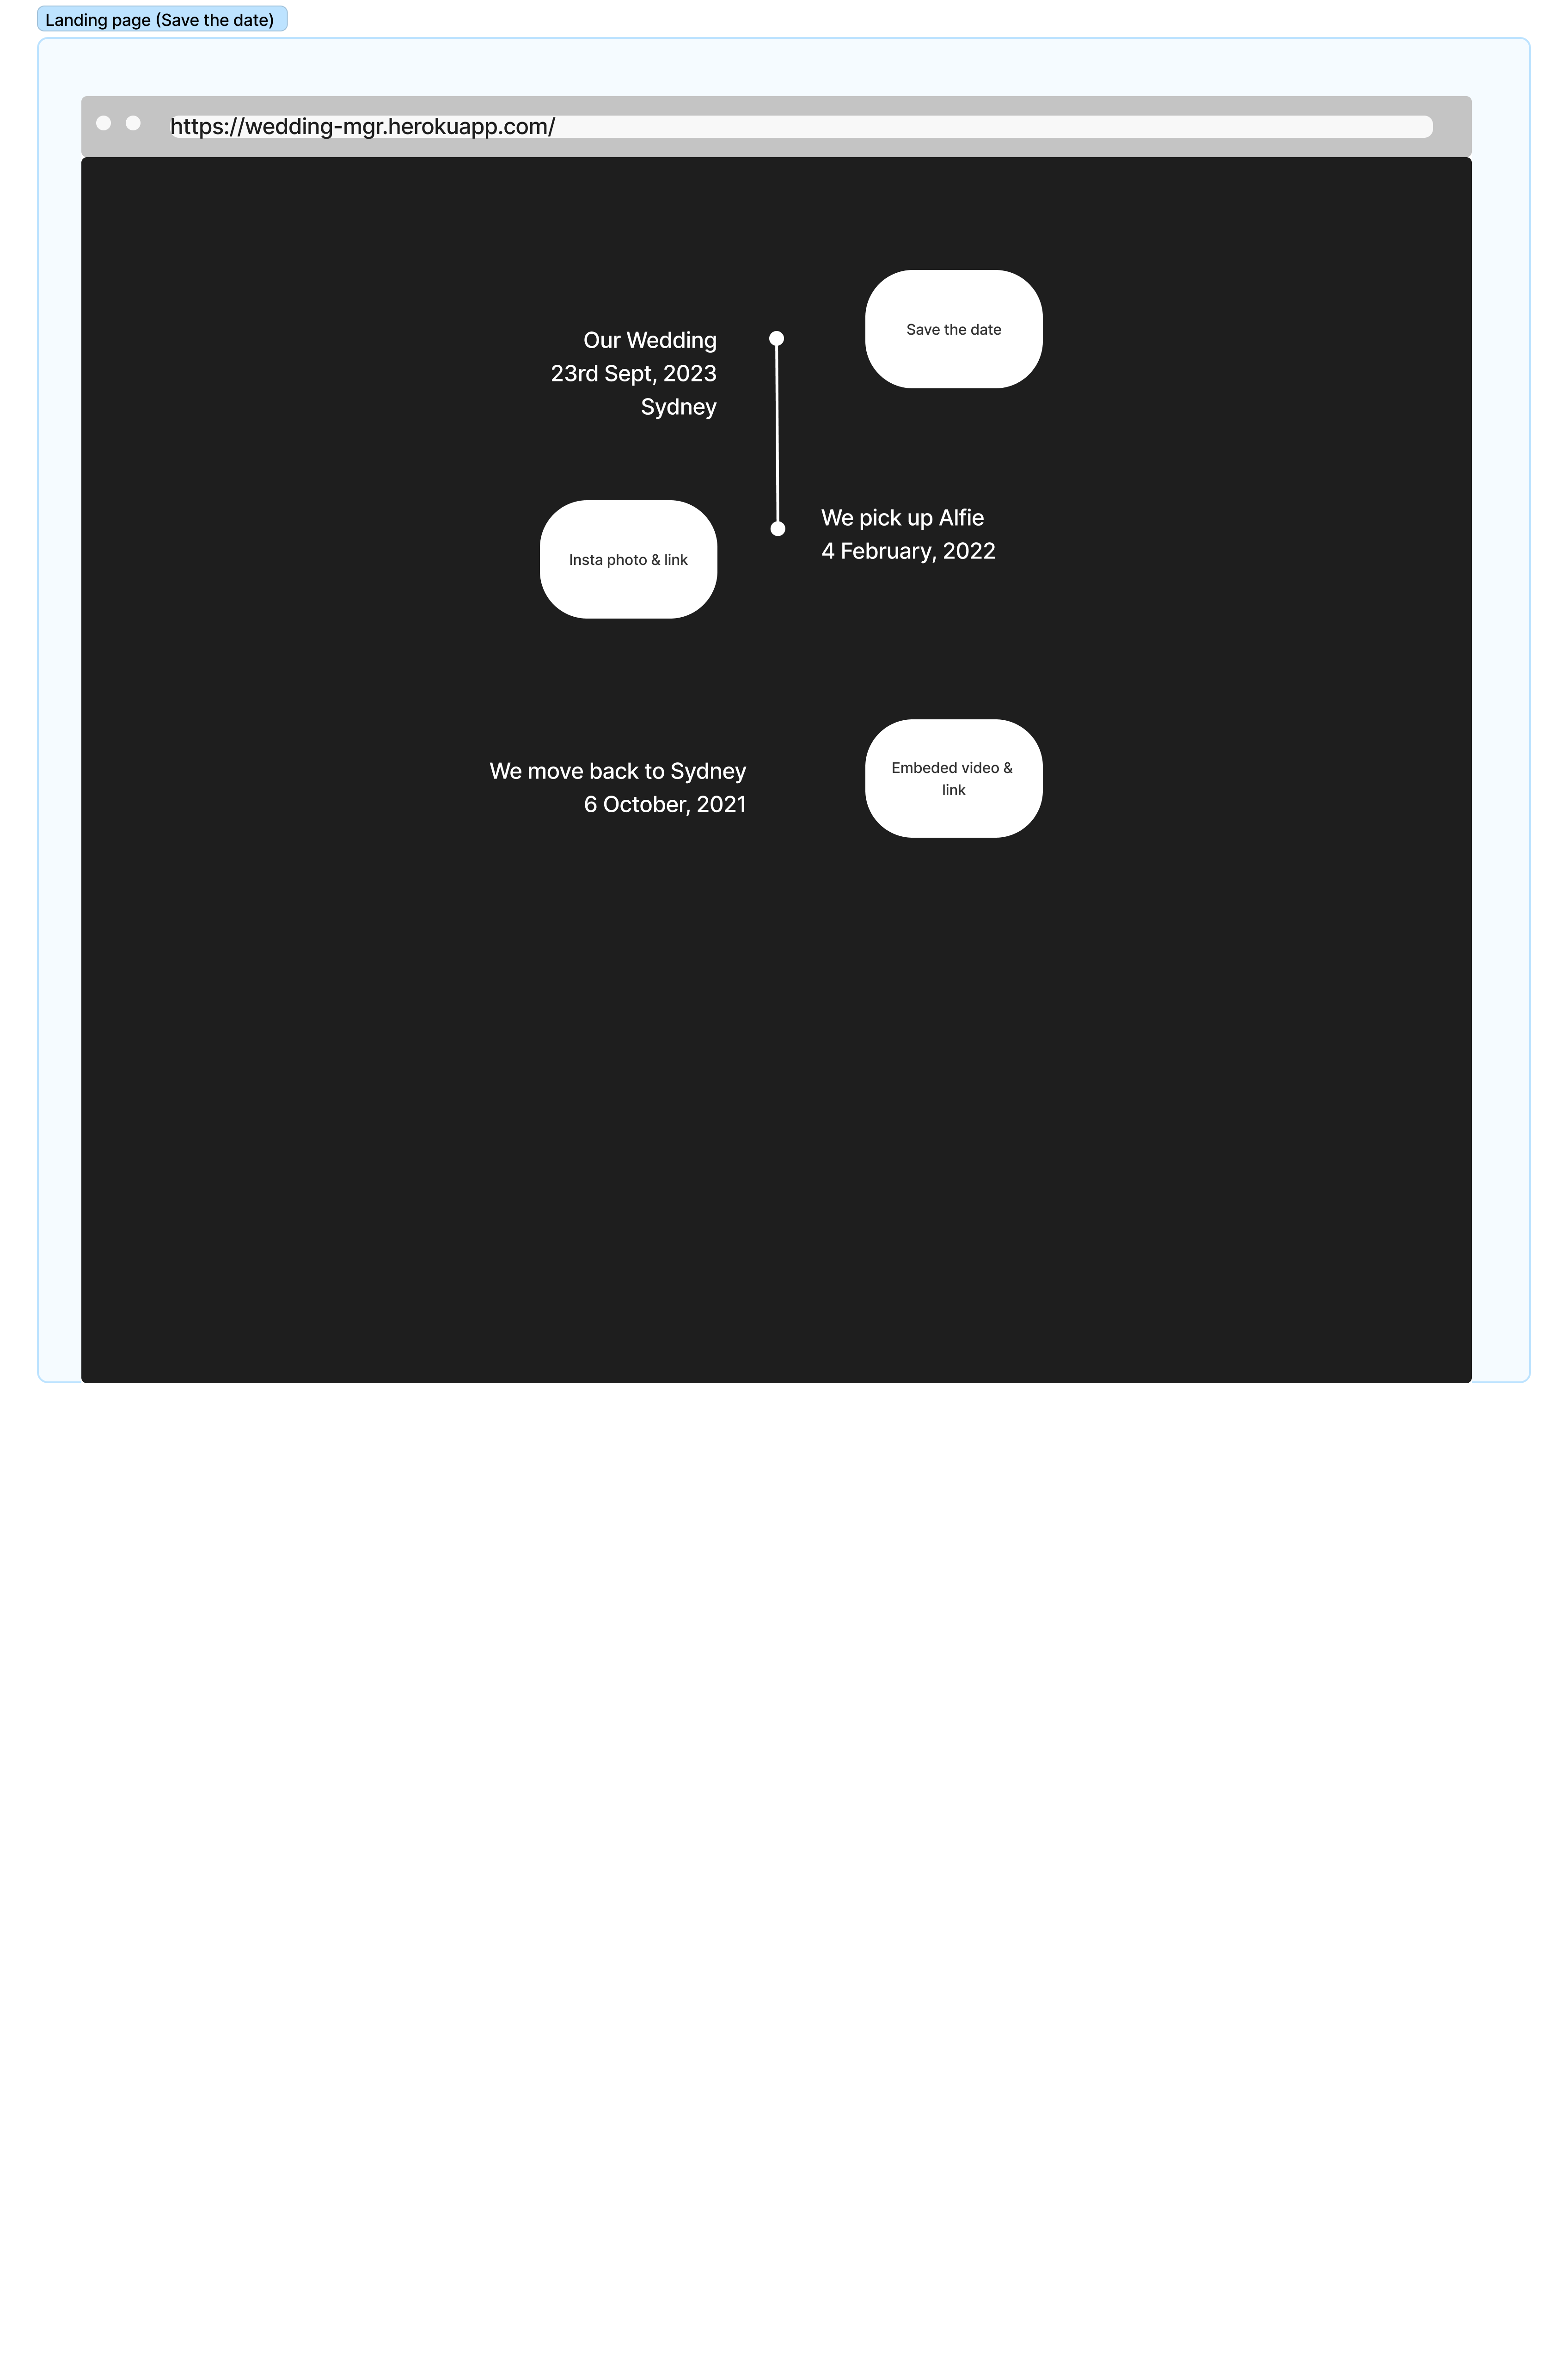 Landing page (Save the date)
https://wedding-mgr.herokuapp.com/
Save the date
Our Wedding
23rd Sept, 2023
Sydney
We pick up Alfie
4 February, 2022
Insta photo & link
We move back to Sydney
6 October, 2021
Embeded video &
link